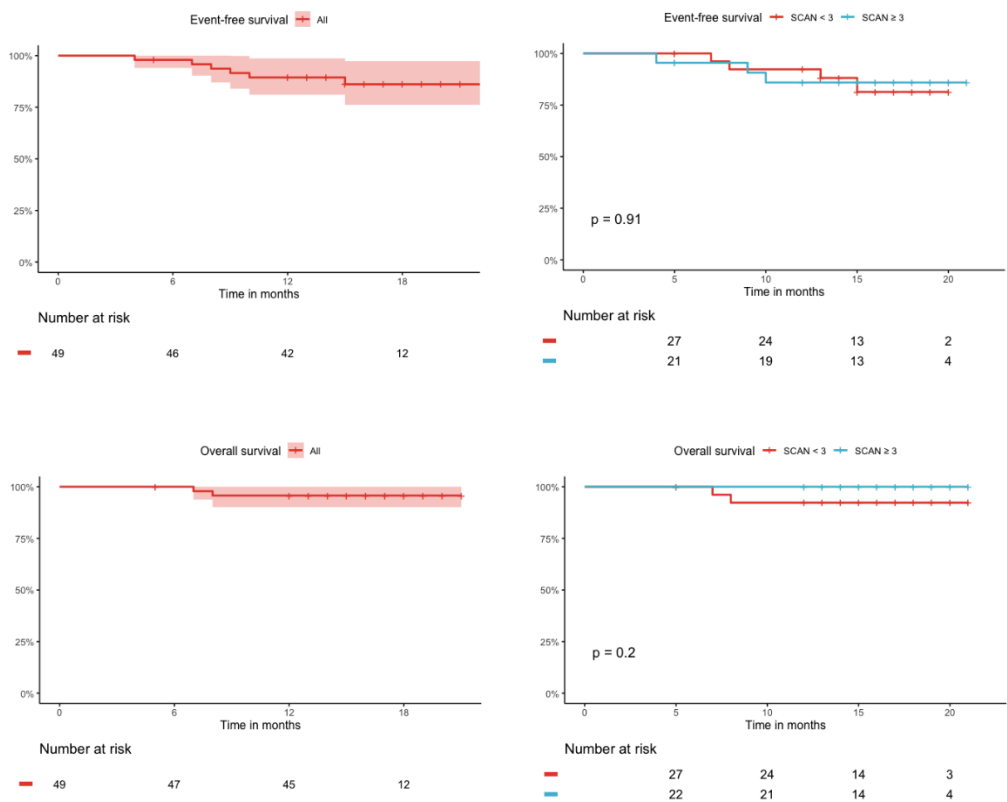 Event-free survival All
100%
75%
50%
25%
0%
0 6 12 18
Time in months
Number at risk
49 46 42 12
Event-free survival SCAN < 3 SCAN ≥ 3
100%
75%
50%
25%
p = 0.91
0%
0 5 10 15 20
Time in months
Number at risk
27 24 13 2
21 19 13 4
Overall survival All
100%
75%
50%
25%
0%
0 6 12 18
Time in months
Number at risk
49 47 45 12
Overall survival SCAN < 3 SCAN ≥ 3
100%
75%
50%
25%
p = 0.2
0%
0 5 10 15 20
Time in months
Number at risk
27 24 14 3
22 21 14 4